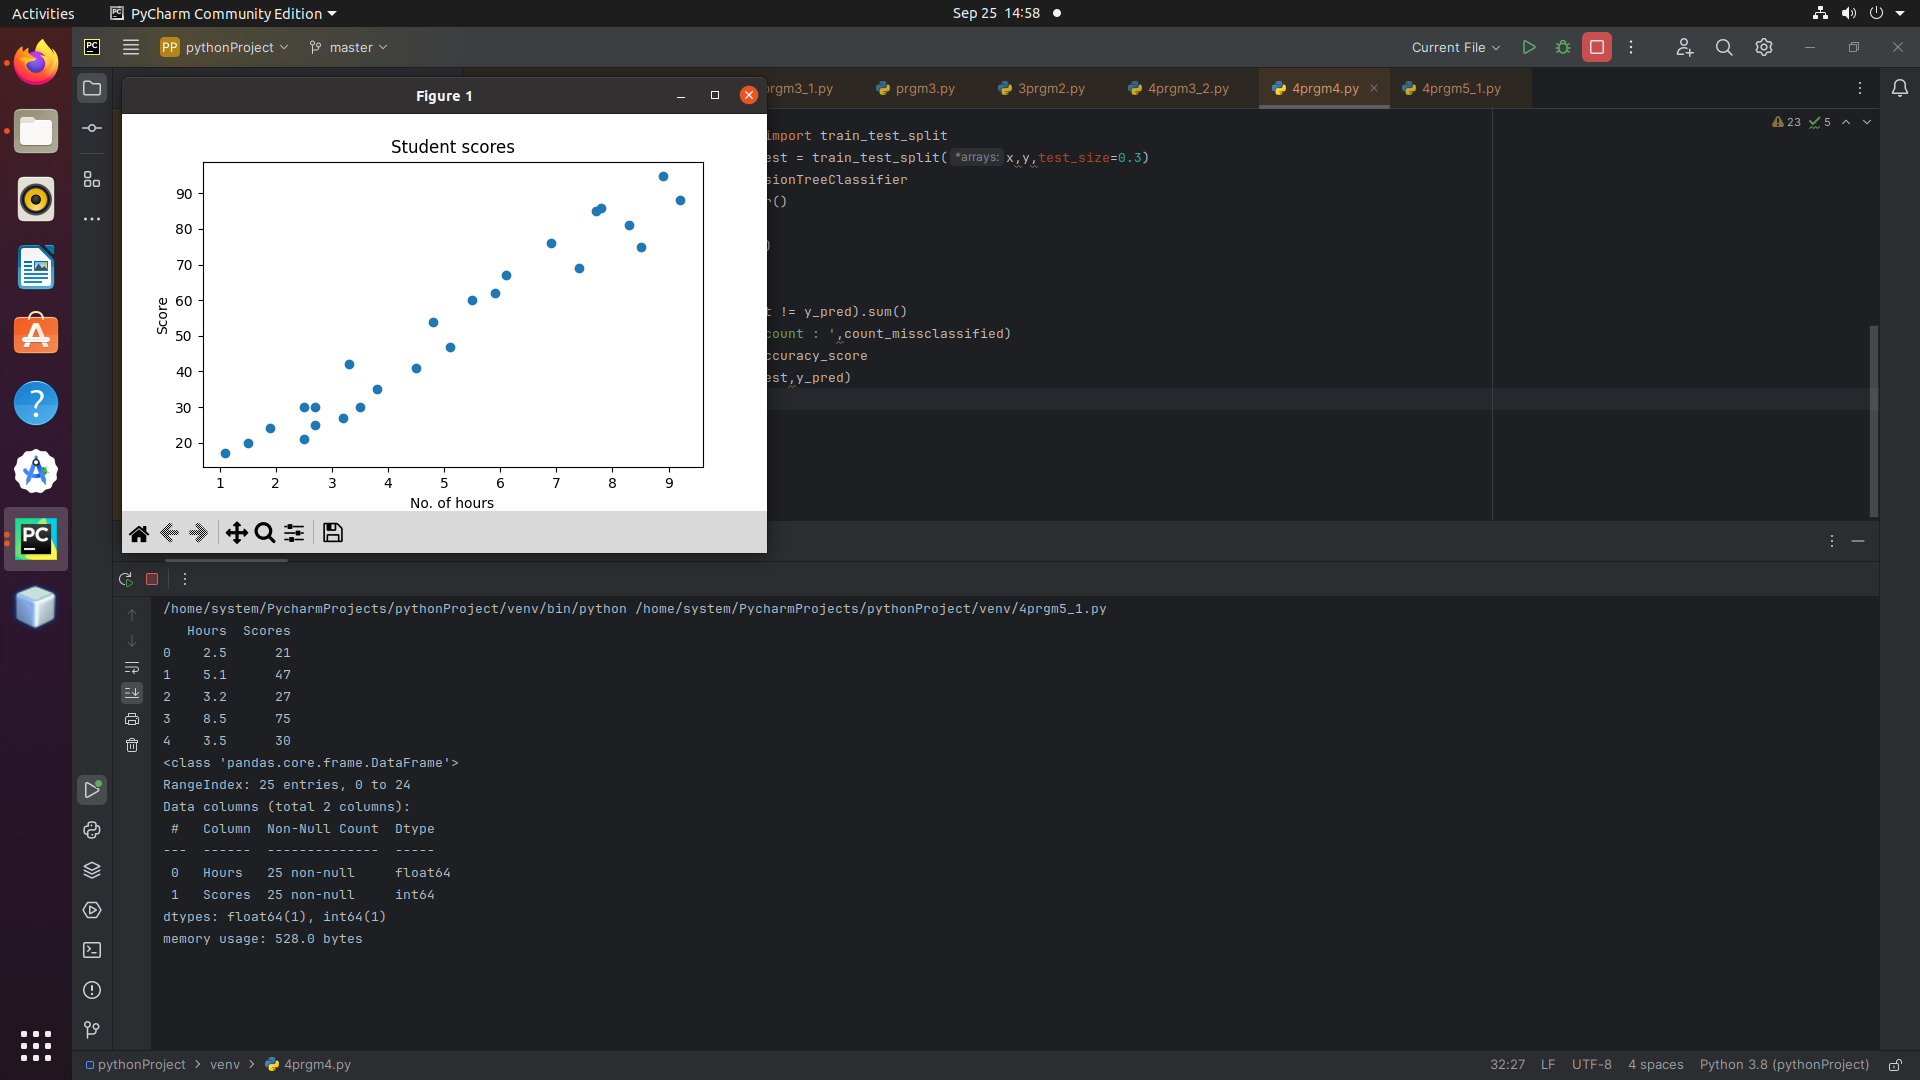 Activities
PyCharm Community Edition
Sep 25 14:58
PC
PP pythonProject
master
Current File
Figure 1
prgm3.py
3prgm2.py
4prgm3_2.py
4prgm4.py
4prgm5_1.py
23
5
import train_test_split
= train_test_split( *arrays: x,y,test_size=0.3)
r()
)
!= y_pred).sum()
count : ',count_missclassified)
y_pred)
Student scores
90
80
70
60
50
40
30
20
Score
1 2 3 4 5 6 7 8 9
No. of hours
/home/system/PycharmProjects/pythonProject/venv/bin/python /home/system/PycharmProjects/pythonProject/venv/4prgm5_1.py
Hours Scores
0 2.5 21
1 5.1 47
2 3.2 27
3 8.5 75
4 3.5 30
<class 'pandas.core.frame.DataFrame'>
RangeIndex: 25 entries, 0 to 24
Data columns (total 2 columns):
# Column Non-Null Count Dtype
--- ------ -------------- -----
0 Hours 25 non-null float64
1 Scores 25 non-null int64
dtypes: float64(1), int64(1)
memory usage: 528.0 bytes
PC
pythonProject > venv > 4prgm4.py
32:27 LF UTF-8 4 spaces Python 3.8 (pythonProject)